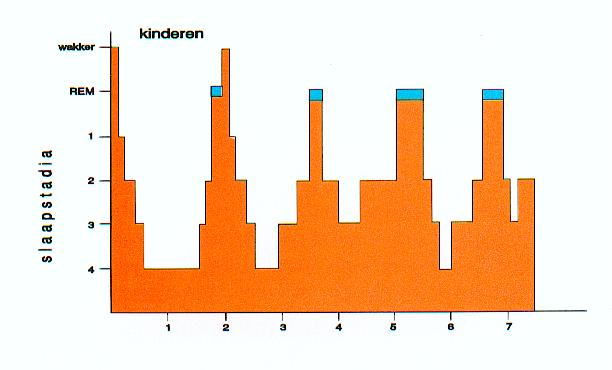 kinderen
wakker
REM
1
2
3
4
slaapstadia
1 2 3 4 5 6 7